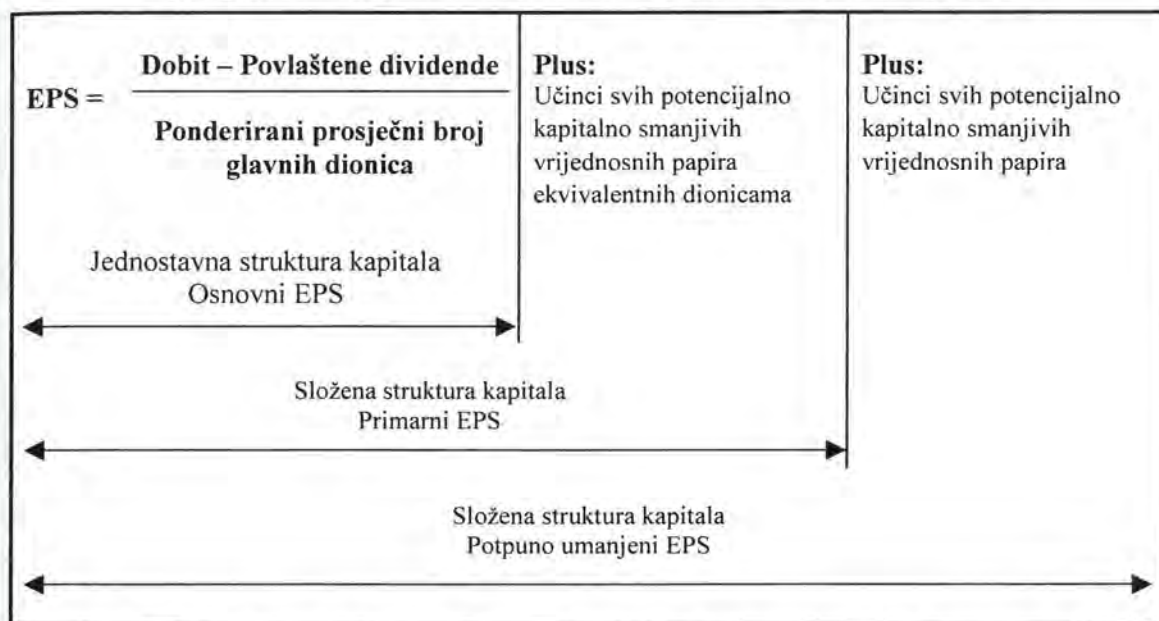 EPS =
Dobit – Povlaštene dividende
Ponderirani prosječni broj
glavnih dionica
Plus:
Učinci svih potencijalno
kapitalno smanjivih
vrijednosnih papira
ekvivalentnih dionicama
Plus:
Učinci svih potencijalno
kapitalno smanjivih
vrijednosnih papira
Jednostavna struktura kapitala
Osnovni EPS
Složena struktura kapitala
Primarni EPS
Složena struktura kapitala
Potpuno umanjeni EPS